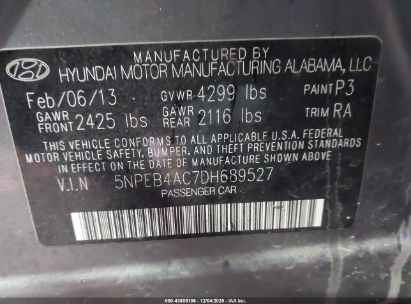 MANUFACTURED BY
HYUNDAI MOTOR MANUFACTURING ALABAMA, LLC
Feb/06/13 GVWR 4299 lbs PAINT P3
GAWR FRONT 2425 lbs GAWR REAR 2116 lbs TRIM RA
THIS VEHICLE CONFORMS TO ALL APPLICABLE U.S.A. FEDERAL
MOTOR VEHICLE SAFETY, BUMPER, AND THEFT PREVENTION
STANDARDS IN EFFECT ON THE DATE OF MANUFACTURE SHOWN ABOVE.
V.I.N 5NPEB4AC7DH689527
PASSENGER CAR